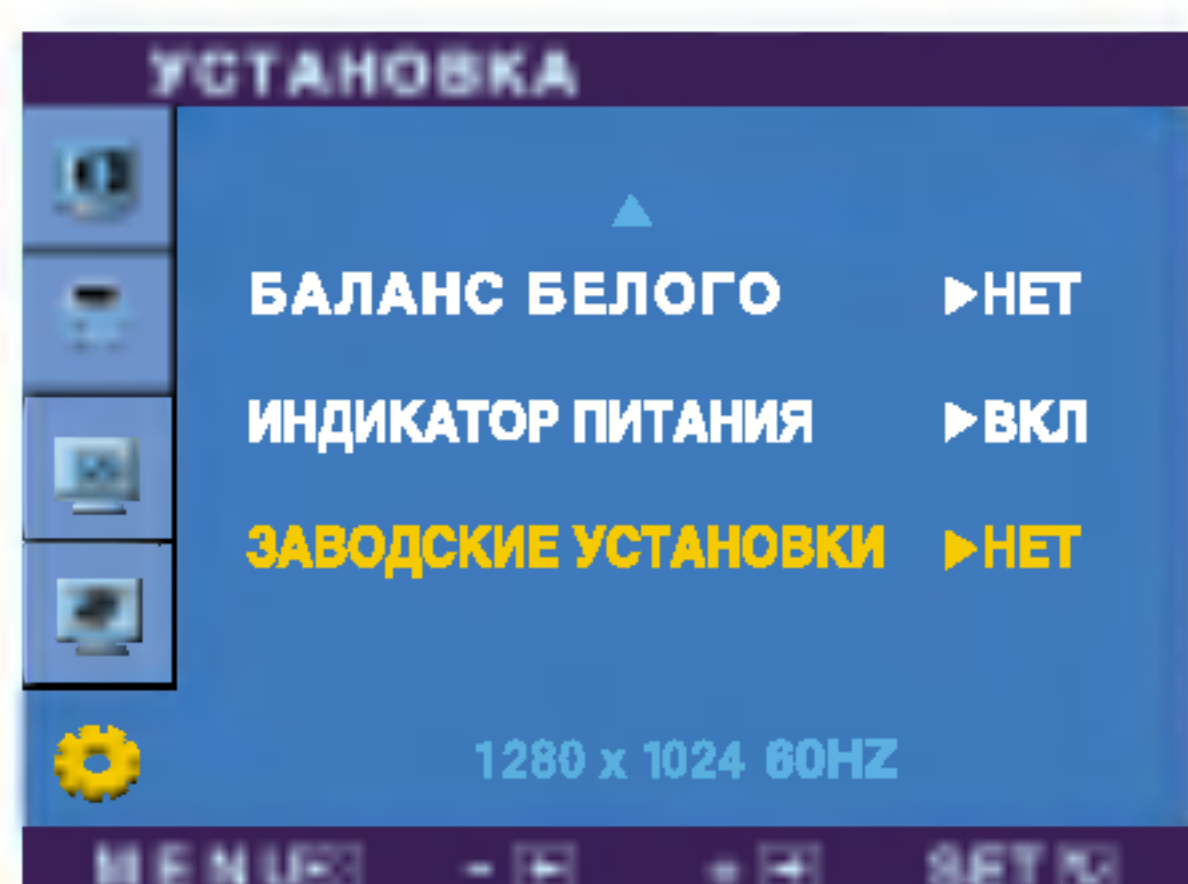 УСТАНОВКА
БАЛАНС БЕЛОГО ▶НЕТ
ИНДИКАТОР ПИТАНИЯ ▶ВКЛ
ЗАВОДСКИЕ УСТАНОВКИ ▶НЕТ
1280 x 1024 60HZ
MENU - + SET